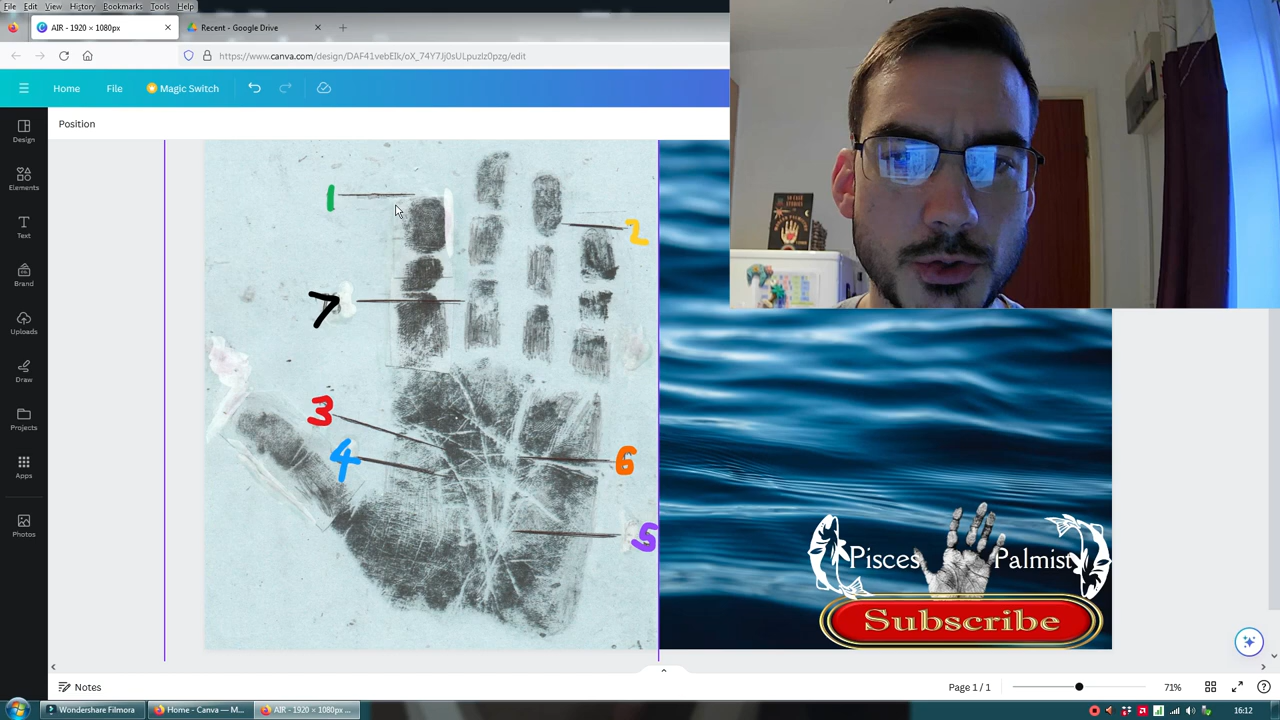 File Edit View History Bookmarks Tools Help
AIR - 1920 × 1080px
Recent - Google Drive
https://www.canva.com/design/DAF41vebEIk/oX_74Y7Jj0sULpuzIz0pzg/edit
Home File Magic Switch
Position
Design
Elements
Text
Brand
Uploads
Draw
Projects
Apps
Photos
1
2
7
3
4
6
5
Pisces Palmist
Subscribe
Notes
Page 1 / 1
71%
Wondershare Filmora
Home - Canva — M...
AIR - 1920 × 1080px ...
16:12